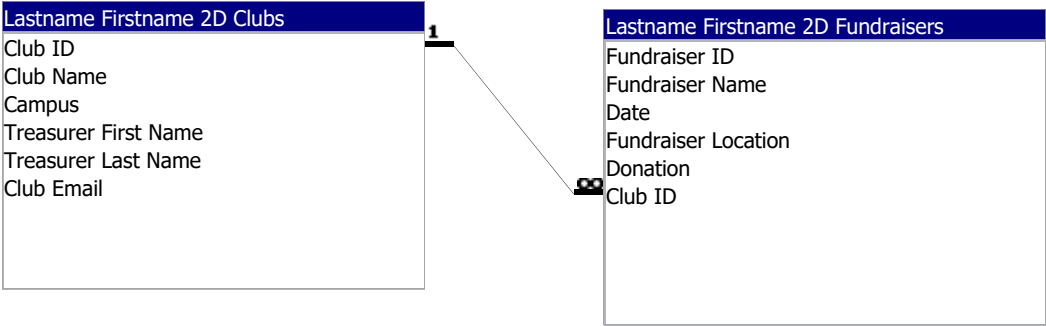 Lastname Firstname 2D Clubs
Club ID
Club Name
Campus
Treasurer First Name
Treasurer Last Name
Club Email
1
∞
Lastname Firstname 2D Fundraisers
Fundraiser ID
Fundraiser Name
Date
Fundraiser Location
Donation
Club ID